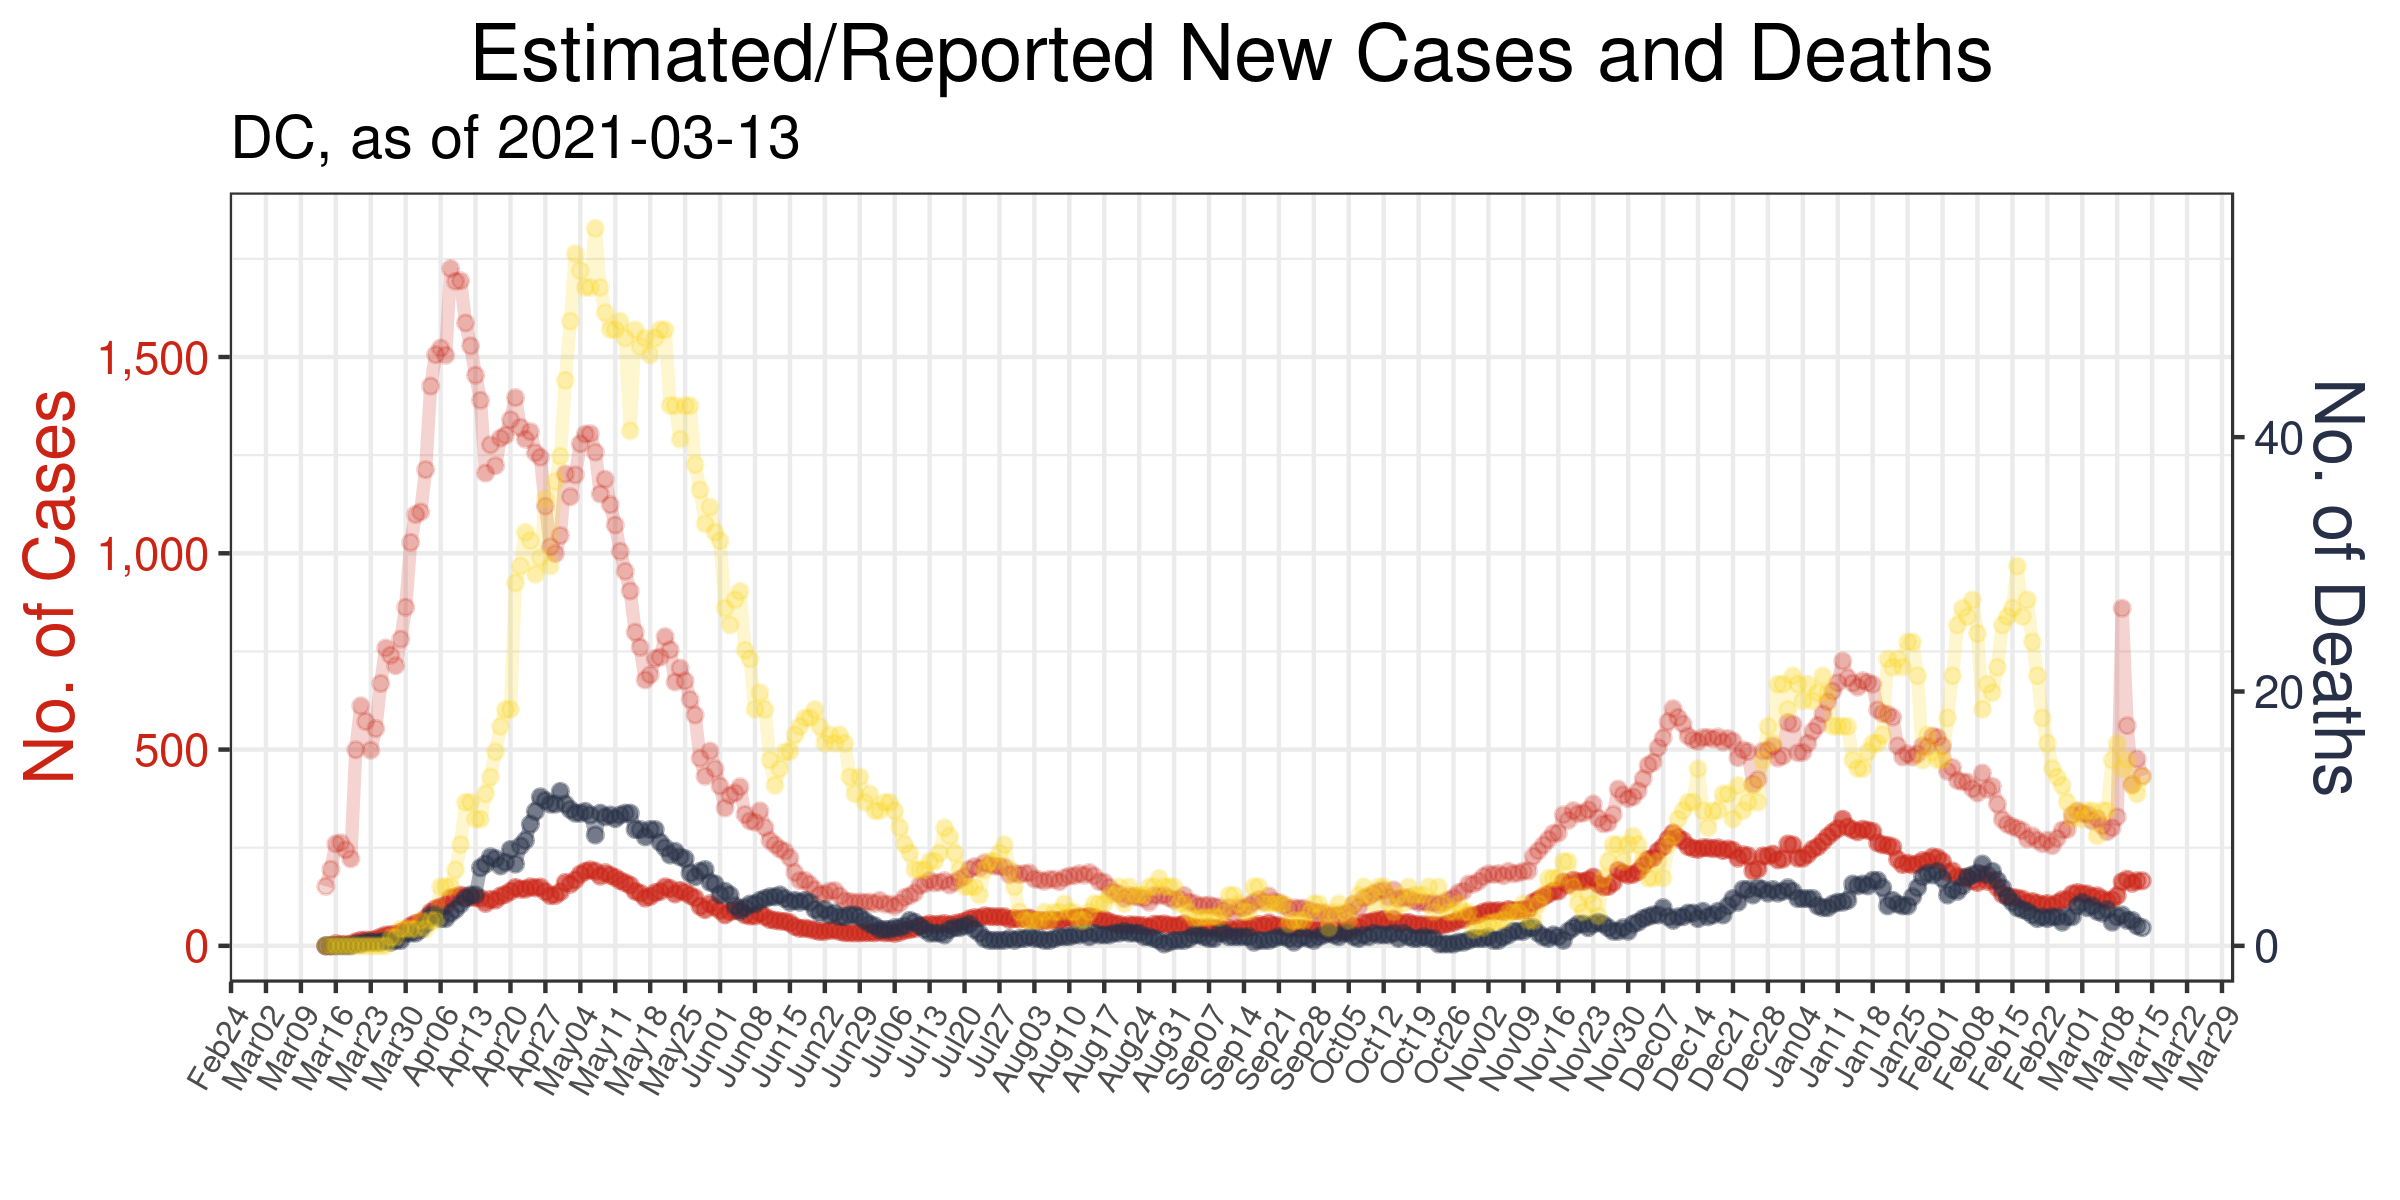 Estimated/Reported New Cases and Deaths
DC, as of 2021-03-13
No. of Cases
1,500
1,000
500
0
40
20
0
No. of Deaths
Feb24
Mar02
Mar09
Mar16
Mar23
Mar30
Apr06
Apr13
Apr20
Apr27
May04
May11
May18
May25
Jun01
Jun08
Jun15
Jun22
Jun29
Jul06
Jul13
Jul20
Jul27
Aug03
Aug10
Aug17
Aug24
Aug31
Sep07
Sep14
Sep21
Sep28
Oct05
Oct12
Oct19
Oct26
Nov02
Nov09
Nov16
Nov23
Nov30
Dec07
Dec14
Dec21
Dec28
Jan04
Jan11
Jan18
Jan25
Feb01
Feb08
Feb15
Feb22
Mar01
Mar08
Mar15
Mar22
Mar29